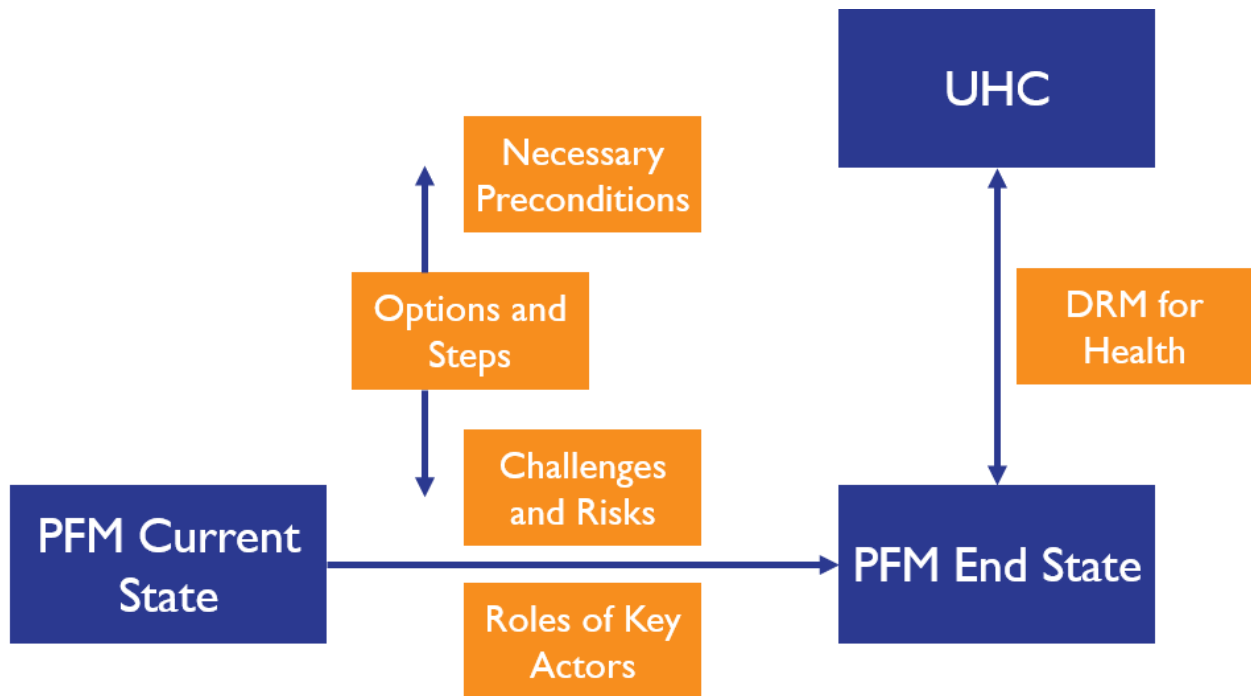 UHC
Necessary
Preconditions
Options and
Steps
DRM for
Health
Challenges
and Risks
PFM Current
State
PFM End State
Roles of Key
Actors